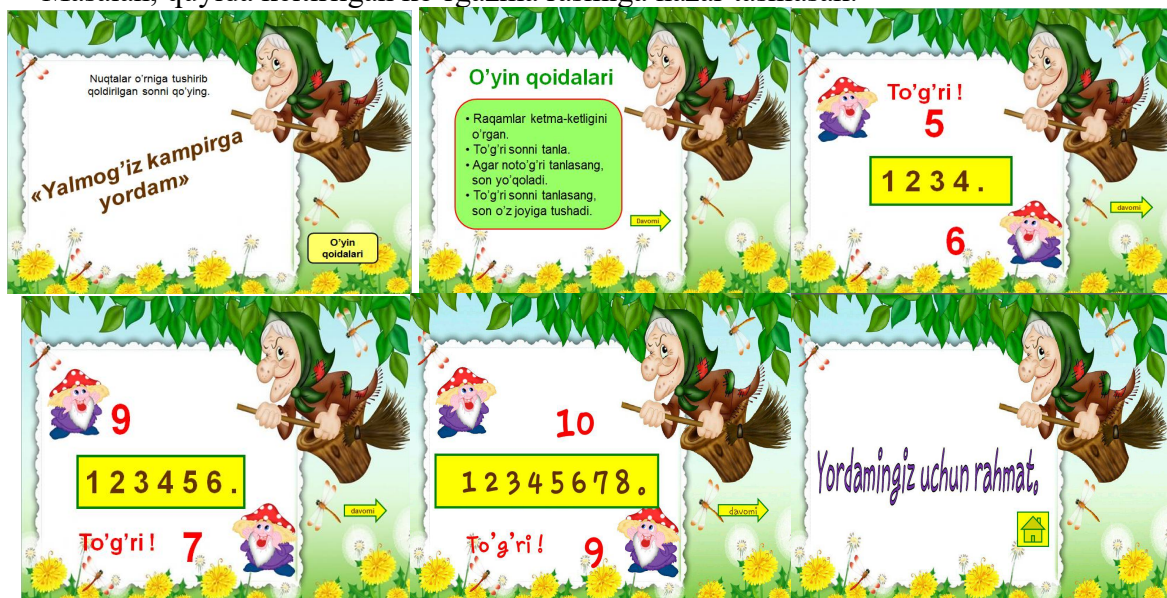 Masalan, quyida keltirilgan
Nuqtalar o'rniga tushirib
qoldirilgan sonni qo'ying.
«Yalmog'iz kampirga
yordam»
O'yin
qoidalari
O'yin qoidalari
• Raqamlar ketma-ketligini
o'rgan.
• To'g'ri sonni tanla.
• Agar noto'g'ri tanlasang,
son yo'qoladi.
• To'g'ri sonni tanlasang,
son o'z joyiga tushadi.
Davomi
To'g'ri !
5
1 2 3 4 .
6
davomi
9
1 2 3 4 5 6 .
To'g'ri ! 7
davomi
10
1 2 3 4 5 6 7 8 .
To'g'ri ! 9
davomi
Yordamingiz uchun rahmat.